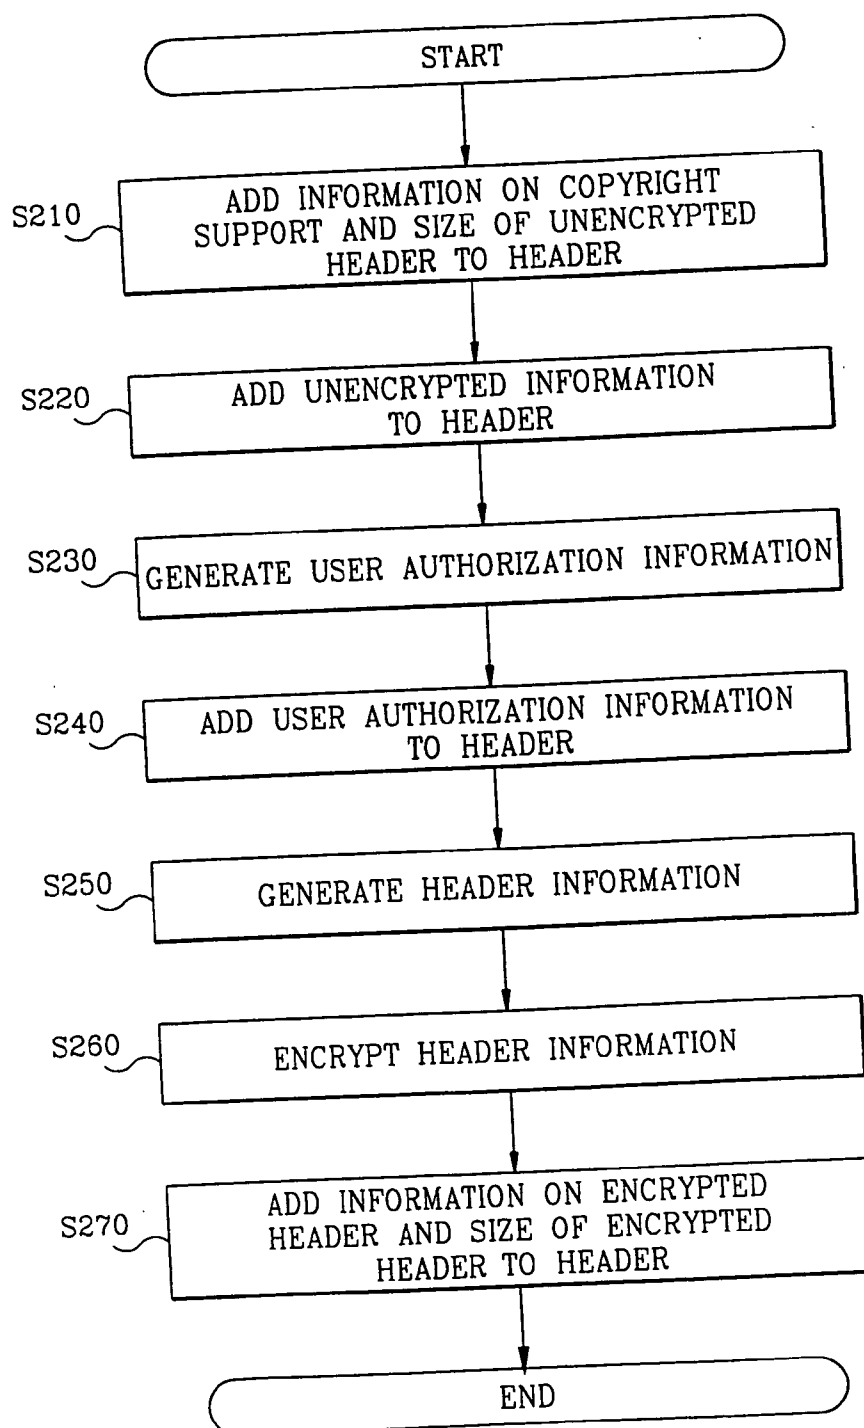 START
S210
ADD INFORMATION ON COPYRIGHT
SUPPORT AND SIZE OF UNENCRYPTED
HEADER TO HEADER
S220
ADD UNENCRYPTED INFORMATION
TO HEADER
S230
GENERATE USER AUTHORIZATION INFORMATION
S240
ADD USER AUTHORIZATION INFORMATION
TO HEADER
S250
GENERATE HEADER INFORMATION
S260
ENCRYPT HEADER INFORMATION
S270
ADD INFORMATION ON ENCRYPTED
HEADER AND SIZE OF ENCRYPTED
HEADER TO HEADER
END